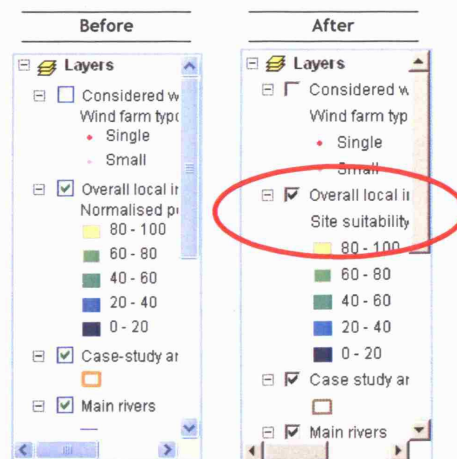 Before
Layers
Considered w
Wind farm typ
Single
Small
Overall local i
Normalised p
80 - 100
60 - 80
40 - 60
20 - 40
0 - 20
Case-study ar
Main rivers
After
Layers
Considered w
Wind farm typ
Single
Small
Overall local i
Site suitability
80 - 100
60 - 80
40 - 60
20 - 40
0 - 20
Case study ar
Main rivers